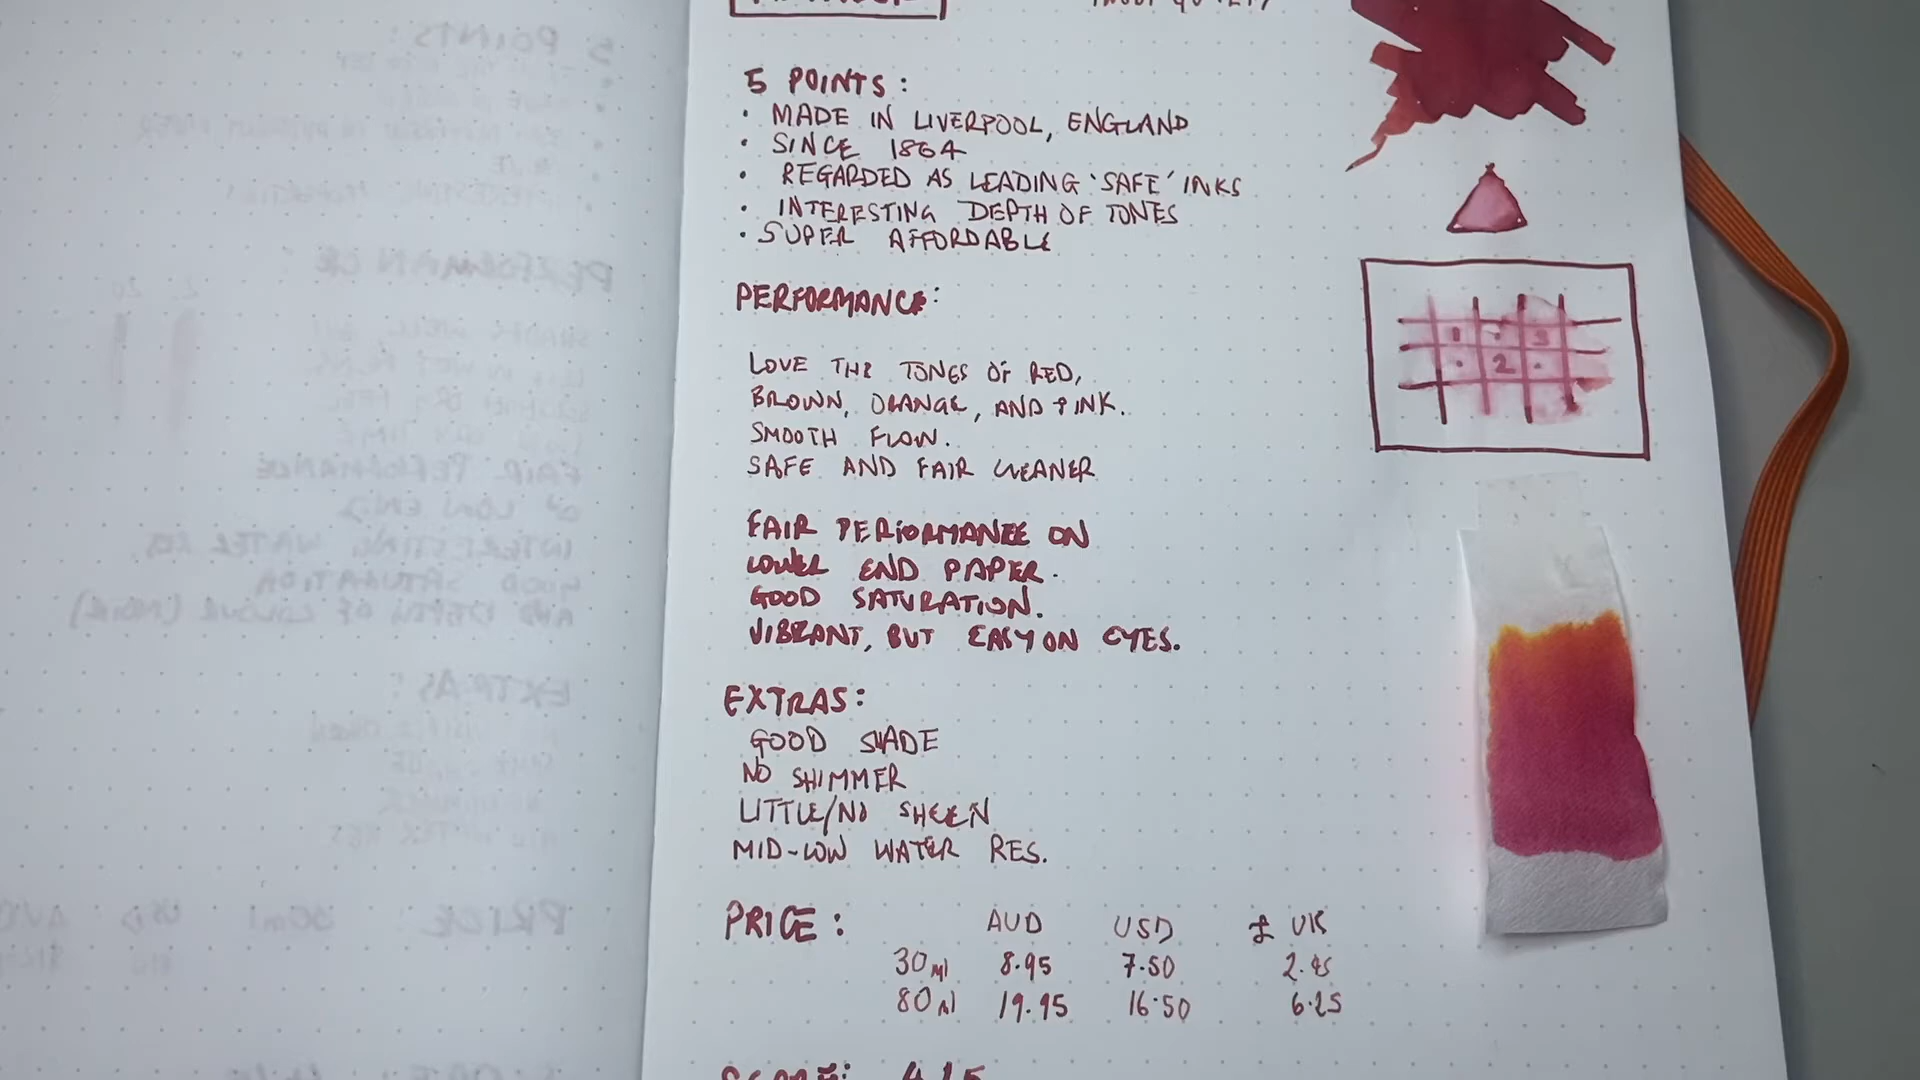 5 POINTS:
• MADE IN LIVERPOOL, ENGLAND
• SINCE 1864
• REGARDED AS LEADING 'SAFE' INKS
• INTERESTING DEPTH OF TONES
• SUPER AFFORDABLE
PERFORMANCE:
LOVE THE TONES OF RED,
BROWN, ORANGE, AND PINK.
SMOOTH FLOW.
SAFE AND FAIR CLEANER
FAIR PERFORMANCE ON
LOWER END PAPER.
GOOD SATURATION.
VIBRANT, BUT EASY ON EYES.
EXTRAS:
GOOD SHADE
NO SHIMMER
LITTLE/NO SHEEN
MID-LOW WATER RES.
PRICE: AUD USD £ UK
30ml 8.95 7.50 2.45
80ml 19.95 16.50 6.25
SCORE: 4/5
1 3
2